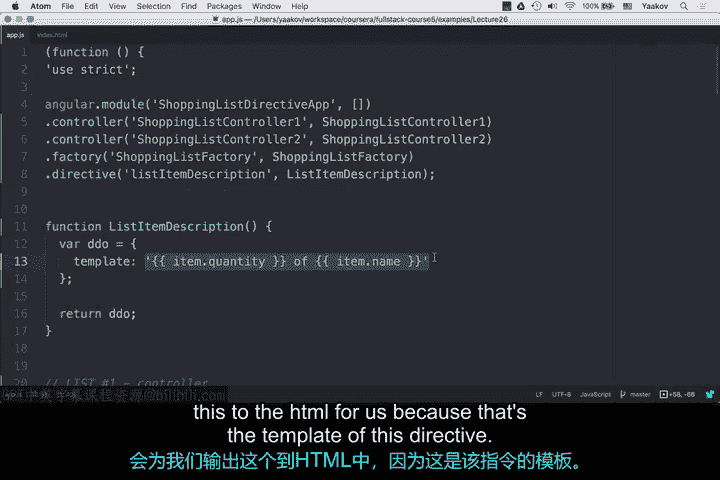 Atom File Edit View Selection Find Packages Window Help 100% Yaakov
app.js — /Users/yaakov/workspace/coursera/fullstack-course5/examples/Lecture26
app.js index.html
1 (function () {
2 'use strict';
3
4 angular.module('ShoppingListDirectiveApp', [])
5 .controller('ShoppingListController1', ShoppingListController1)
6 .controller('ShoppingListController2', ShoppingListController2)
7 .factory('ShoppingListFactory', ShoppingListFactory)
8 .directive('listItemDescription', ListItemDescription);
9
10
11 function ListItemDescription() {
12 var ddo = {
13 template: '{{ item.quantity }} of {{ item.name }}'
14 };
15
16 return ddo;
17 }
18
19
20 // LIST #1 - controller
LF UTF-8 JavaScript master +58, -68
this to the html for us because that's
the template of this directive.
会为我们输出这个到HTML中，因为这是该指令的模板。